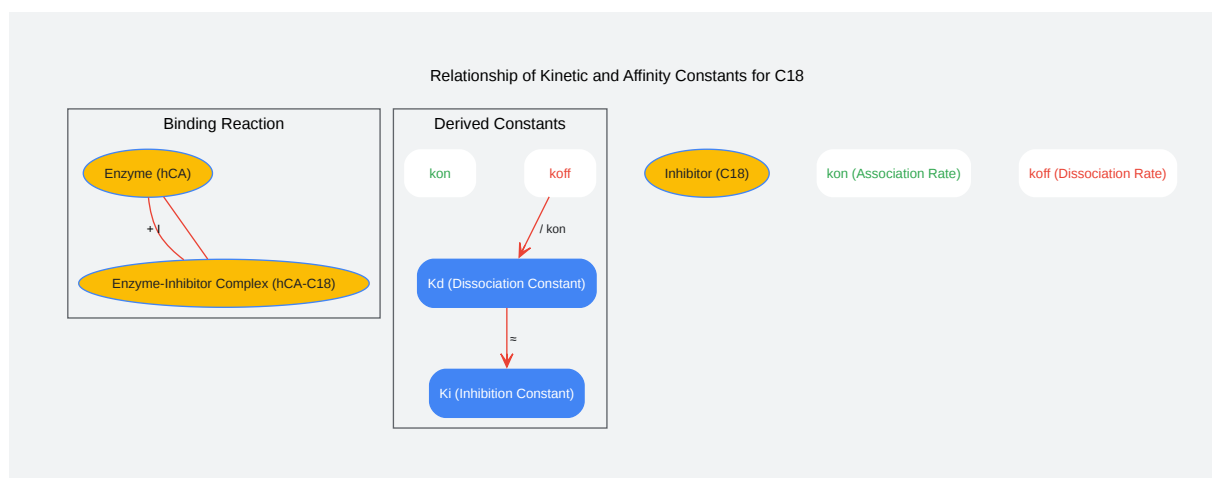 Relationship of Kinetic and Affinity Constants for C18
Binding Reaction
Enzyme (hCA)
+ I
Enzyme-Inhibitor Complex (hCA-C18)
Derived Constants
kon
koff
/ kon
Kd (Dissociation Constant)
≈
Ki (Inhibition Constant)
Inhibitor (C18)
kon (Association Rate)
koff (Dissociation Rate)